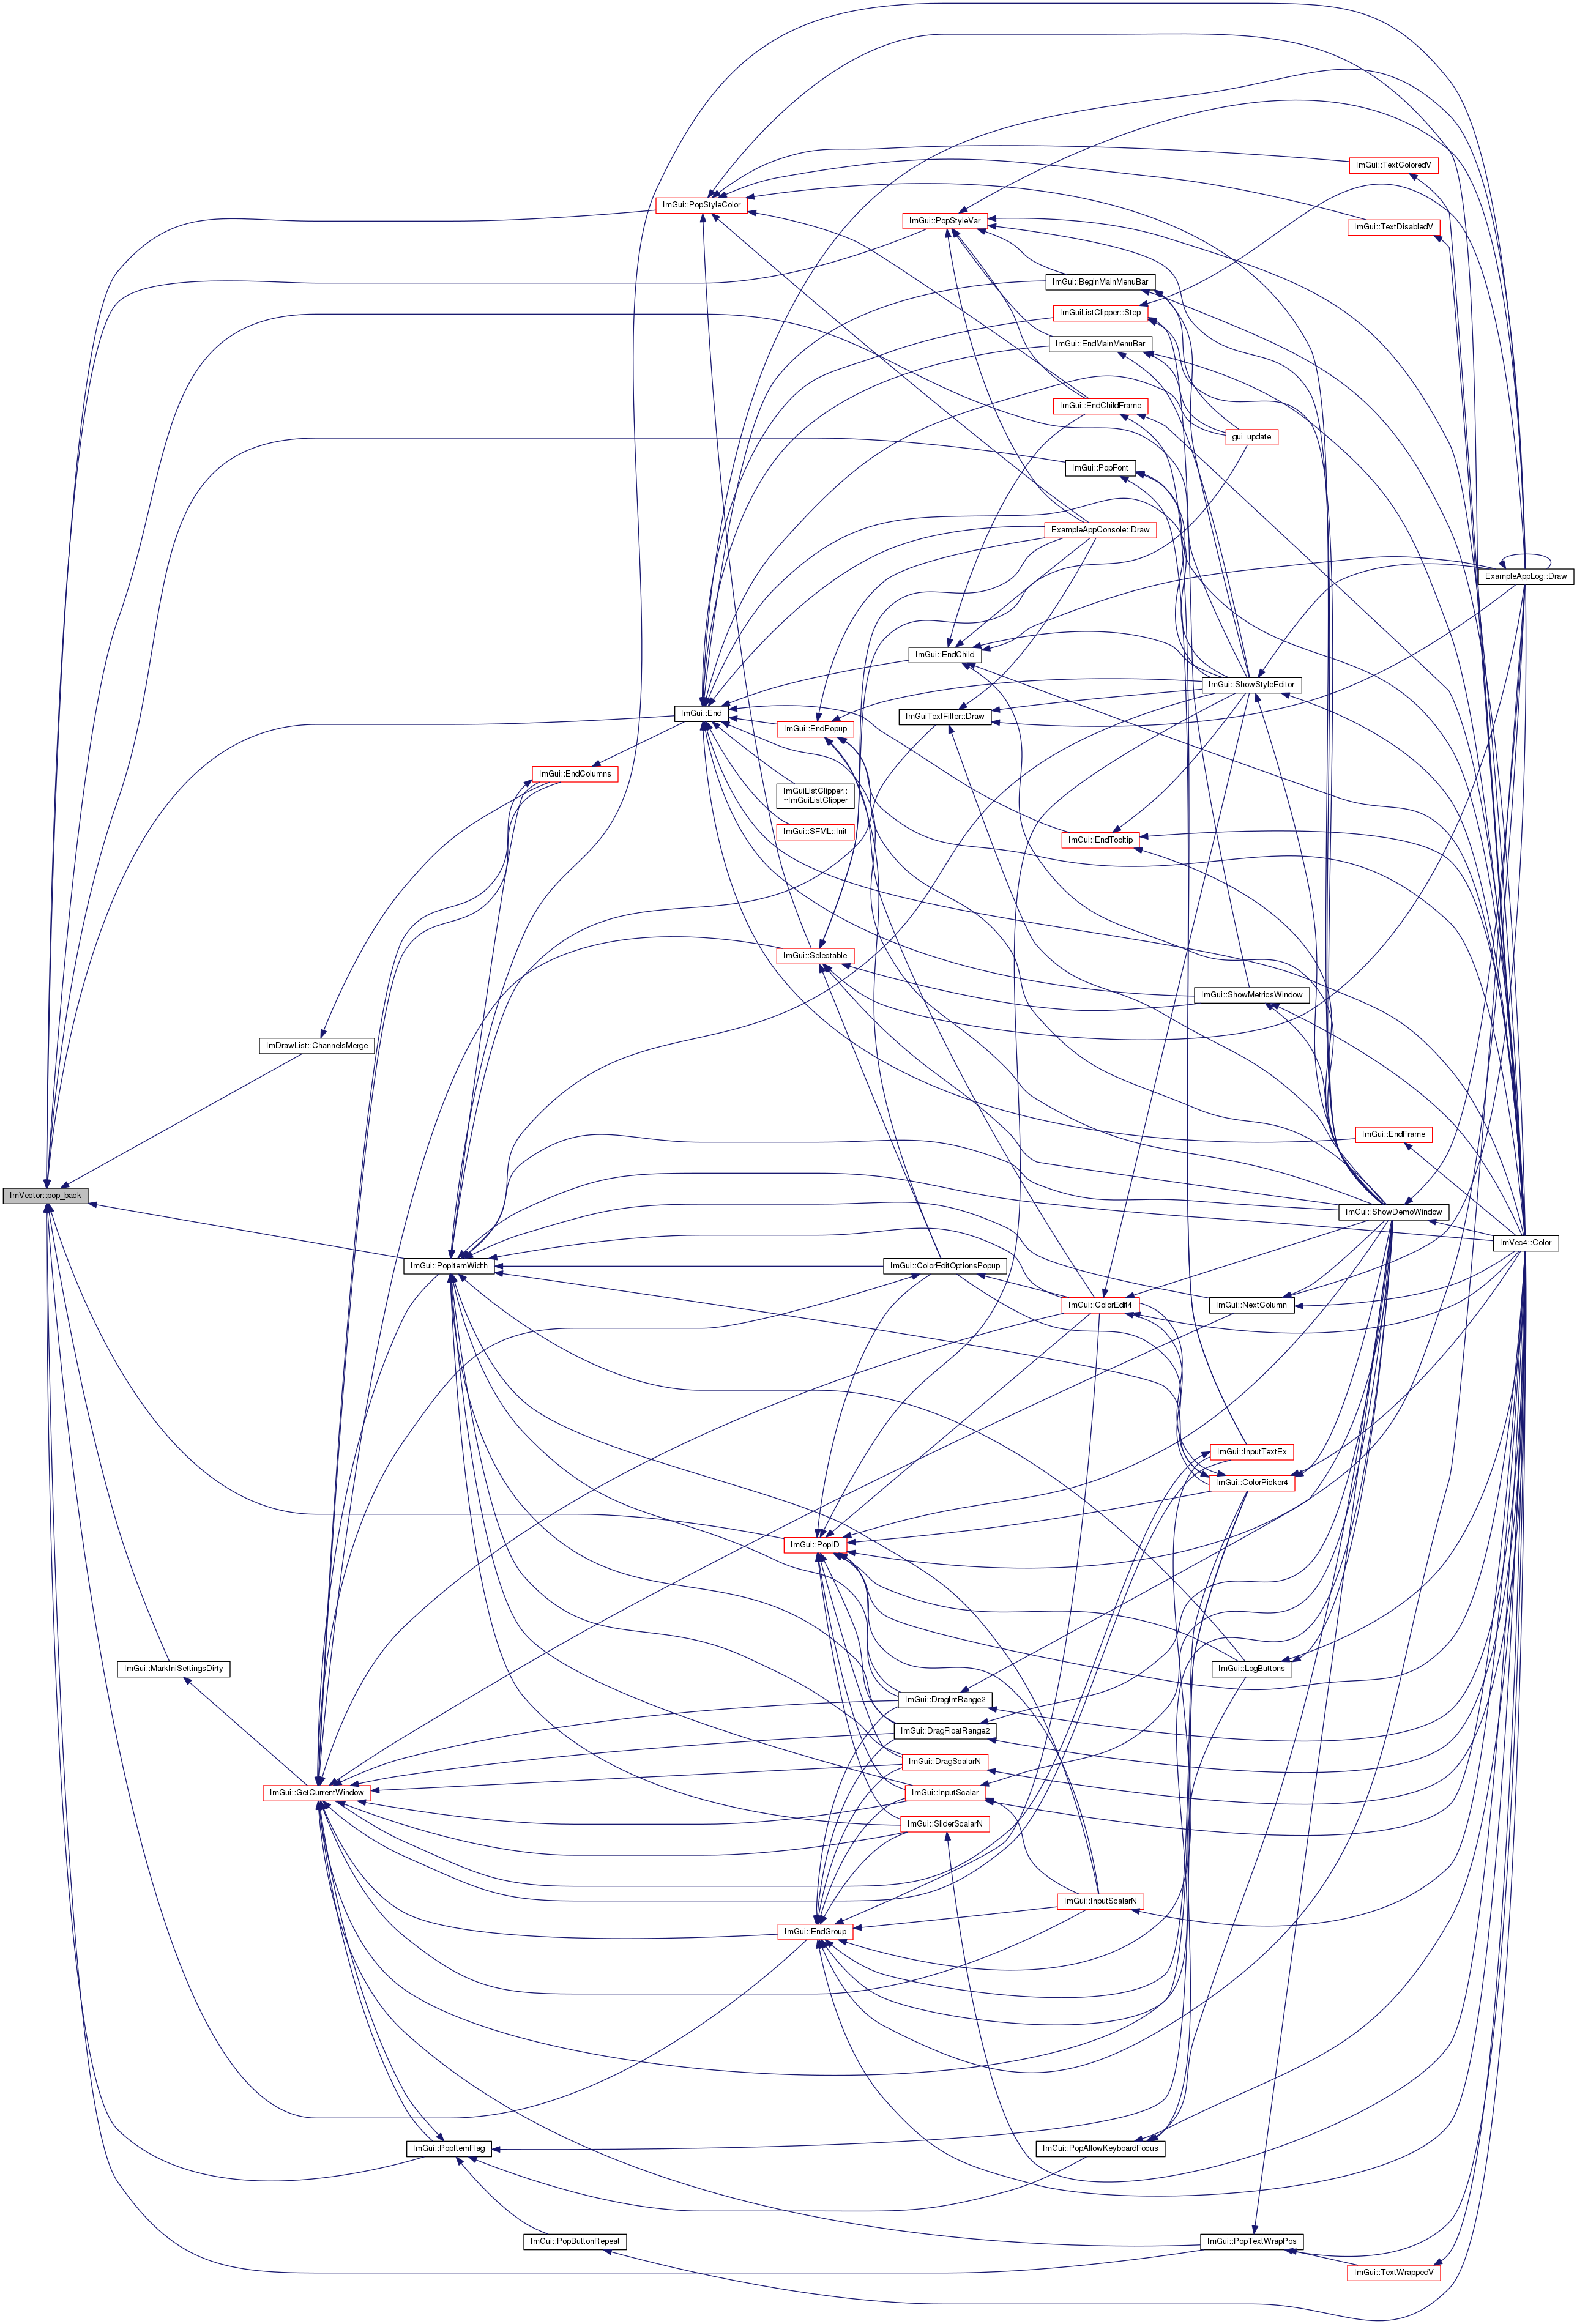 ImGui::TextColoredV
ImGui::PopStyleColor
ImGui::PopStyleVar
ImGui::TextDisabledV
ImGui::BeginMainMenuBar
ImGuiListClipper::Step
ImGui::EndMainMenuBar
ImGui::EndChildFrame
gui_update
ImGui::PopFont
ExampleAppConsole::Draw
ExampleAppLog::Draw
ImGui::EndChild
ImGui::ShowStyleEditor
ImGui::End
ImGuiTextFilter::Draw
ImGui::EndPopup
ImGui::EndColumns
ImGuiListClipper::
~ImGuiListClipper
ImGui::SFML::Init
ImGui::EndTooltip
ImGui::Selectable
ImGui::ShowMetricsWindow
ImDrawList::ChannelsMerge
ImGui::EndFrame
ImVector::pop_back
ImGui::ShowDemoWindow
ImVec4::Color
ImGui::PopItemWidth
ImGui::ColorEditOptionsPopup
ImGui::ColorEdit4
ImGui::NextColumn
ImGui::InputTextEx
ImGui::ColorPicker4
ImGui::PopID
ImGui::MarkIniSettingsDirty
ImGui::LogButtons
ImGui::DragIntRange2
ImGui::DragFloatRange2
ImGui::DragScalarN
ImGui::GetCurrentWindow
ImGui::InputScalar
ImGui::SliderScalarN
ImGui::InputScalarN
ImGui::EndGroup
ImGui::PopItemFlag
ImGui::PopAllowKeyboardFocus
ImGui::PopButtonRepeat
ImGui::PopTextWrapPos
ImGui::TextWrappedV